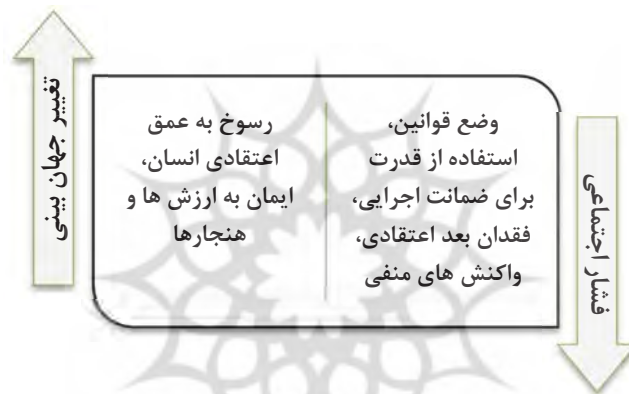 وضع قوانین،
استفاده از قدرت
برای ضمانت اجرایی،
فقدان بعد اعتقادی،
واکنش های منفی
فشار اجتماعی
رسوخ به عمق
اعتقادی انسان،
ایمان به ارزش ها و
هنجارها
تغییر جهان بینی